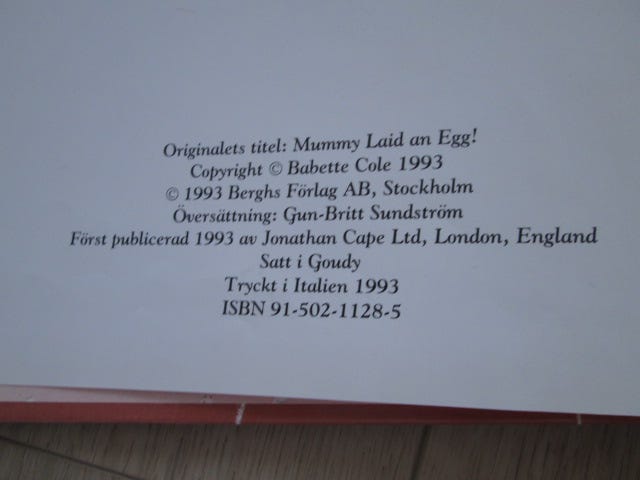 Originalets titel: Mummy Laid an Egg!
Copyright © Babette Cole 1993
© 1993 Berghs Förlag AB, Stockholm
Översättning: Gun-Britt Sundström
Först publicerad 1993 av Jonathan Cape Ltd, London, England
Satt i Goudy
Tryckt i Italien 1993
ISBN 91-502-1128-5